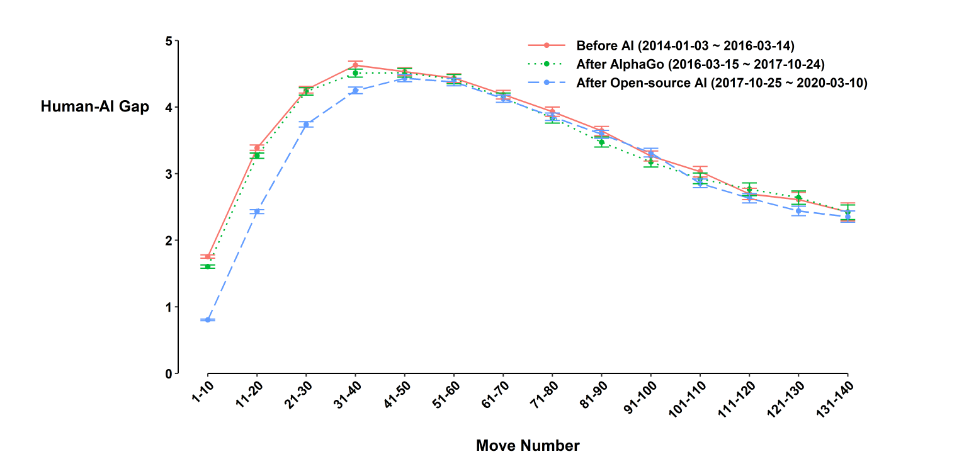 Before AI (2014-01-03 ~ 2016-03-14)
After AlphaGo (2016-03-15 ~ 2017-10-24)
After Open-source AI (2017-10-25 ~ 2020-03-10)
Human-AI Gap
5
4
3
2
1
0
1-10 11-20 21-30 31-40 41-50 51-60 61-70 71-80 81-90 91-100 101-110 111-120 121-130 131-140
Move Number